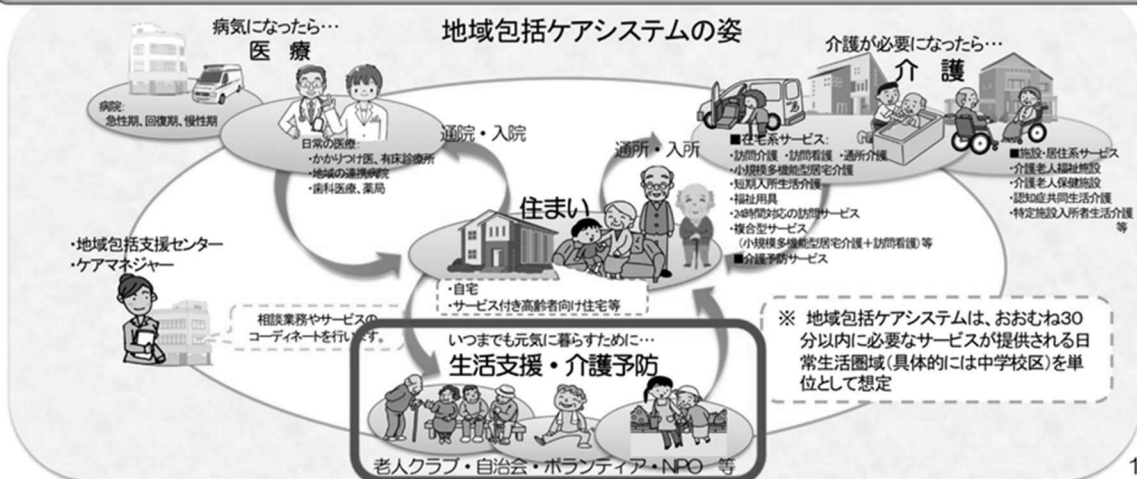 地域包括ケアシステムの姿
病気になったら…
医 療
病院:
急性期、回復期、慢性期
日常の医療:
・かかりつけ医、有床診療所
・地域の連携病院
・歯科医療、薬局
通院・入院
通所・入所
介護が必要になったら…
介 護
■在宅系サービス:
・訪問介護 ・訪問看護 ・通所介護
・小規模多機能型居宅介護
・短期入所生活介護
・福祉用具
・24時間対応の訪問サービス
・複合型サービス
(小規模多機能型居宅介護+訪問看護)等
■介護予防サービス
■施設・居住系サービス
・介護老人福祉施設
・介護老人保健施設
・認知症共同生活介護
・特定施設入所者生活介護
等
住まい
・自宅
・サービス付き高齢者向け住宅等
・地域包括支援センター
・ケアマネジャー
相談業務やサービスの
コーディネートを行います。
いつまでも元気に暮らすために…
生活支援・介護予防
老人クラブ・自治会・ボランティア・NPO 等
※ 地域包括ケアシステムは、おおむね30
分以内に必要なサービスが提供される日
常生活圏域(具体的には中学校区)を単
位として想定
1